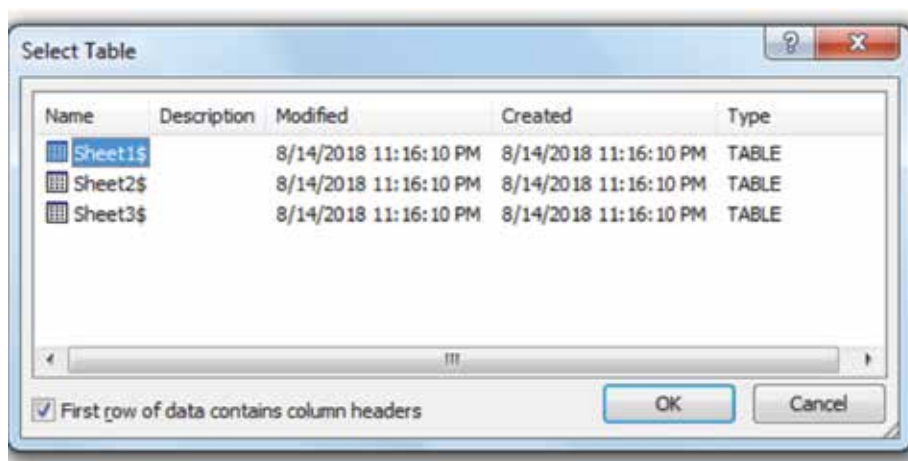 Select Table
Name Description Modified Created Type
Sheet1$ 8/14/2018 11:16:10 PM 8/14/2018 11:16:10 PM TABLE
Sheet2$ 8/14/2018 11:16:10 PM 8/14/2018 11:16:10 PM TABLE
Sheet3$ 8/14/2018 11:16:10 PM 8/14/2018 11:16:10 PM TABLE
First row of data contains column headers OK Cancel